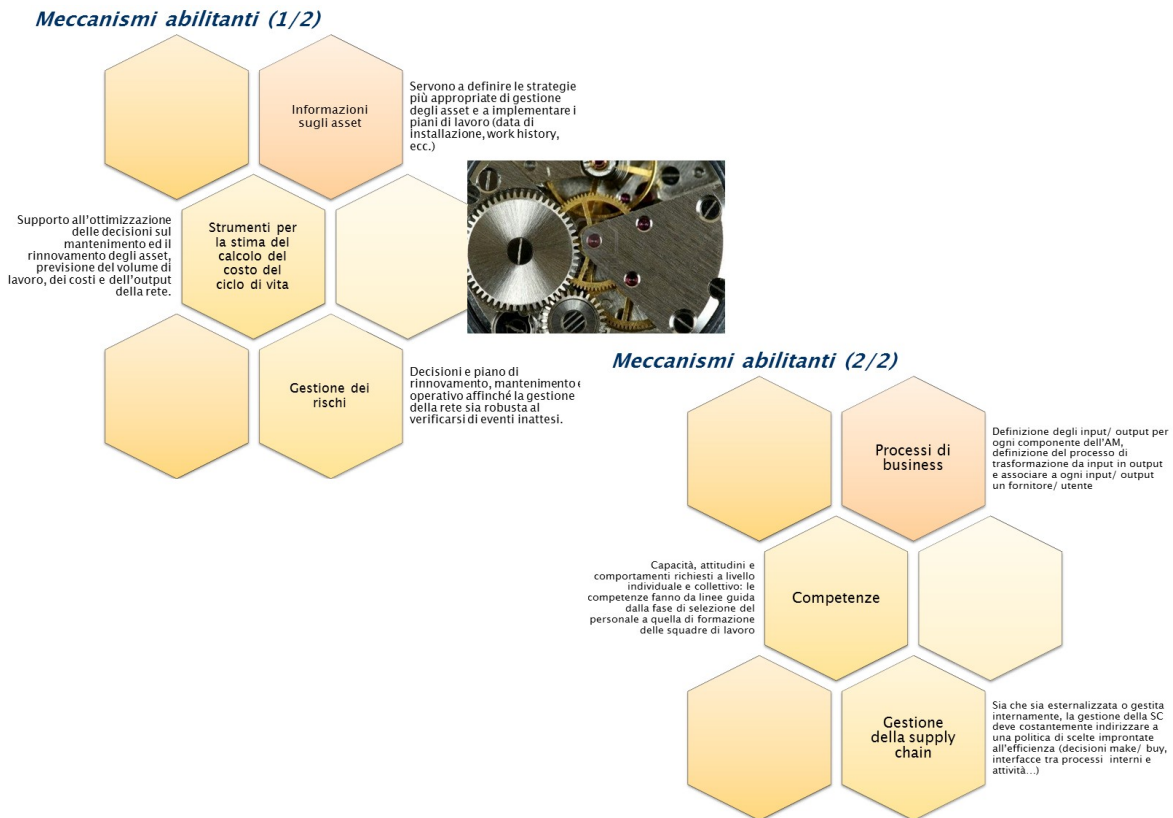 Meccanismi abilitanti (1/2)
Informazioni
sugli asset
Servono a definire le strategie
più appropriate di gestione
degli asset e a implementare i
piani di lavoro (data di
installazione, work history,
ecc.)
Supporto all'ottimizzazione
delle decisioni sul
mantenimento ed il
rinnovamento degli asset,
previsione del volume di
lavoro, dei costi e dell'output
della rete.
Strumenti per
la stima del
calcolo del
costo del
ciclo di vita
Gestione dei
rischi
Decisioni e piano di
rinnovamento, mantenimento e
operativo affinché la gestione
della rete sia robusta al
verificarsi di eventi inattesi.
Meccanismi abilitanti (2/2)
Processi di
business
Definizione degli input/ output per
ogni componente dell'AM,
definizione del processo di
trasformazione da input in output
e associare a ogni input/ output
un fornitore/ utente
Capacità, attitudini e
comportamenti richiesti a livello
individuale e collettivo: le
competenze fanno da linee guida
dalla fase di selezione del
personale a quella di formazione
delle squadre di lavoro
Competenze
Gestione
della supply
chain
Sia che sia esternalizzata o gestita
internamente, la gestione della SC
deve costantemente indirizzare a
una politica di scelte improntate
all'efficienza (decisioni make/ buy,
interfacce tra processi interni e
attività...)